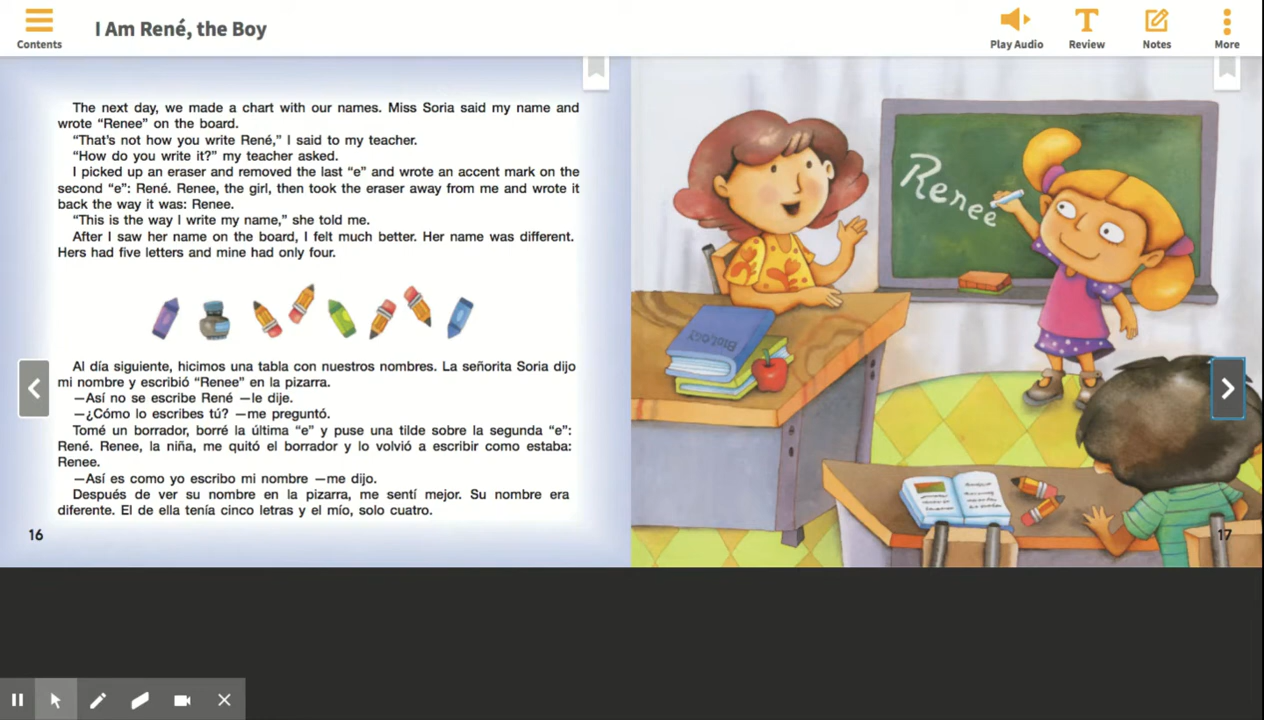 Contents
I Am René, the Boy
Play Audio
Review
Notes
More
The next day, we made a chart with our names. Miss Soria said my name and
wrote “Renee” on the board.
“That’s not how you write René,” I said to my teacher.
“How do you write it?” my teacher asked.
I picked up an eraser and removed the last “e” and wrote an accent mark on the
second “e”: René. Renee, the girl, then took the eraser away from me and wrote it
back the way it was: Renee.
“This is the way I write my name,” she told me.
After I saw her name on the board, I felt much better. Her name was different.
Hers had five letters and mine had only four.
Al día siguiente, hicimos una tabla con nuestros nombres. La señorita Soria dijo
mi nombre y escribió “Renee” en la pizarra.
—Así no se escribe René —le dije.
—¿Cómo lo escribes tú? —me preguntó.
Tomé un borrador, borré la última “e” y puse una tilde sobre la segunda “e”:
René. Renee, la niña, me quitó el borrador y lo volvió a escribir como estaba:
Renee.
—Así es como yo escribo mi nombre —me dijo.
Después de ver su nombre en la pizarra, me sentí mejor. Su nombre era
diferente. El de ella tenía cinco letras y el mío, solo cuatro.
16
Renee
17